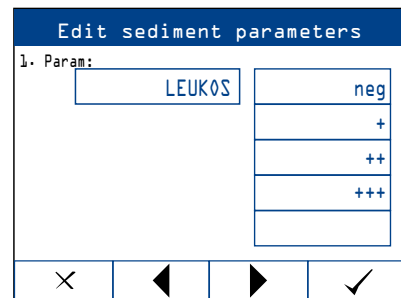 Edit sediment parameters
1. Param:
LEUKOS
neg
+
++
+++